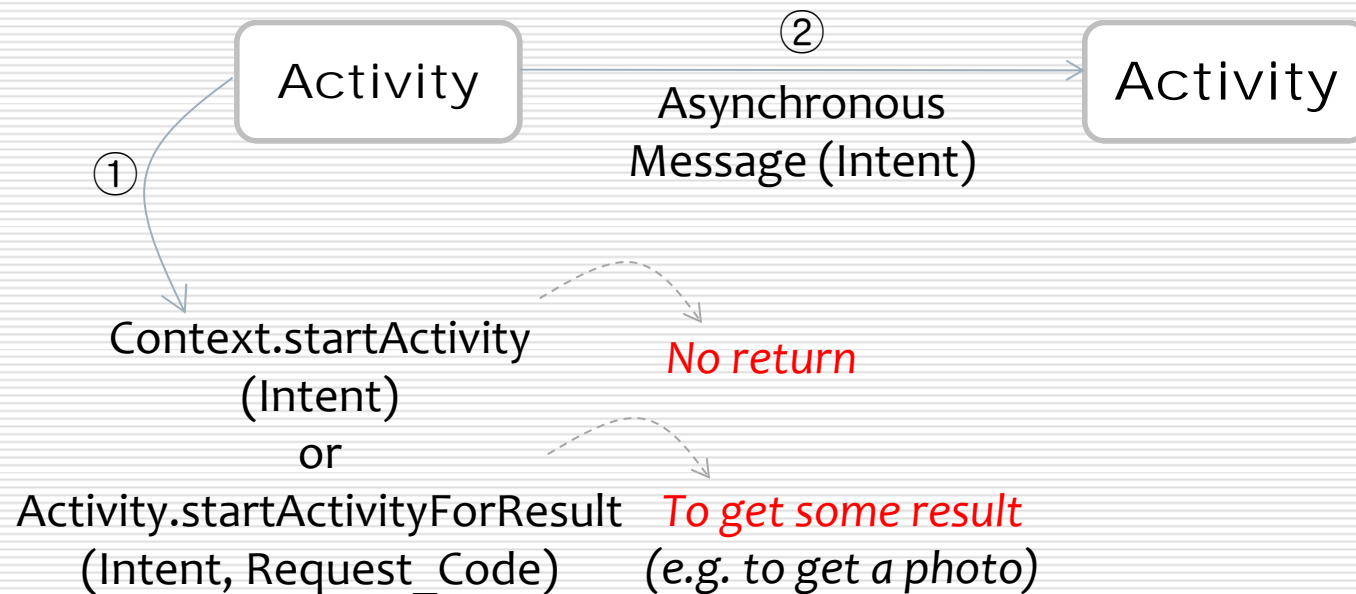 ②
Activity
Activity
Asynchronous
Message (Intent)
①
Context.startActivity
(Intent)
No return
or
Activity.startActivityForResult
(Intent, Request_Code)
To get some result
(e.g. to get a photo)